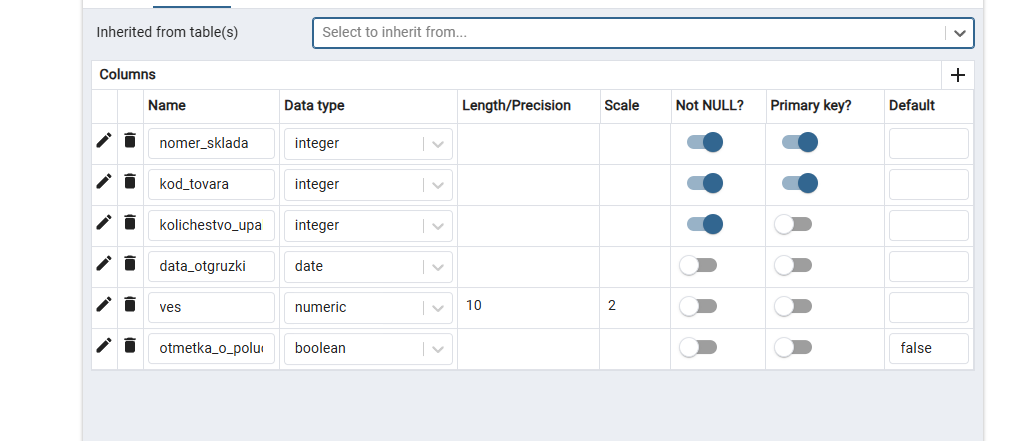 Inherited from table(s) Select to inherit from...
Columns
Name Data type Length/Precision Scale Not NULL? Primary key? Default
nomer_sklada integer
kod_tovara integer
kolichestvo_upa integer
data_otgruzki date
ves numeric 10 2
otmetka_o_polu boolean false